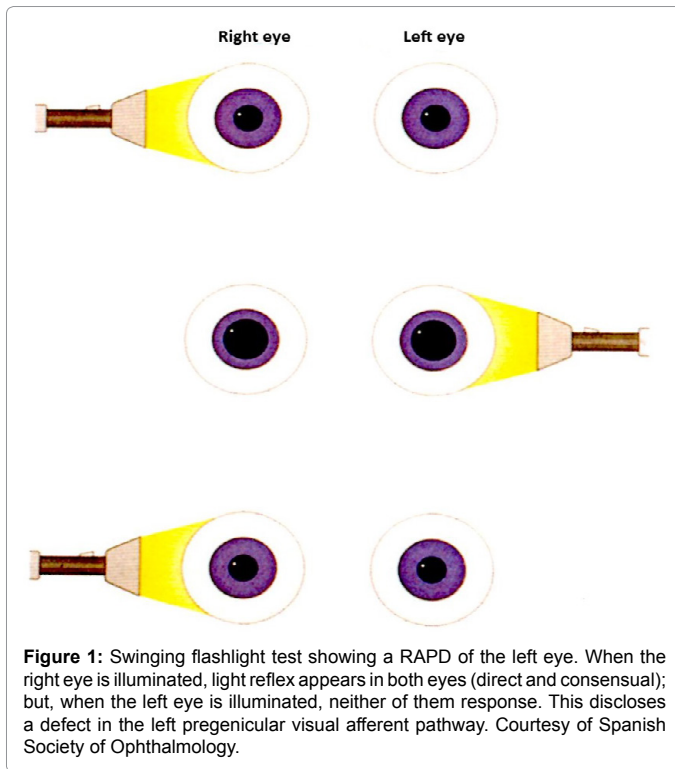 Right eye
Left eye
Figure 1: Swinging flashlight test showing a RAPD of the left eye. When the
right eye is illuminated, light reflex appears in both eyes (direct and consensual);
but, when the left eye is illuminated, neither of them response. This discloses
a defect in the left pregenicular visual afferent pathway. Courtesy of Spanish
Society of Ophthalmology.